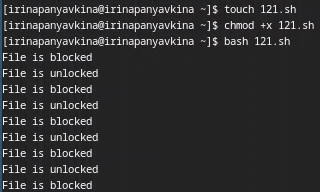 [irinapanyavkina@irinapanyavkina ~]$ touch 121.sh
[irinapanyavkina@irinapanyavkina ~]$ chmod +x 121.sh
[irinapanyavkina@irinapanyavkina ~]$ bash 121.sh
File is blocked
File is unlocked
File is blocked
File is unlocked
File is blocked
File is unlocked
File is blocked
File is unlocked
File is blocked